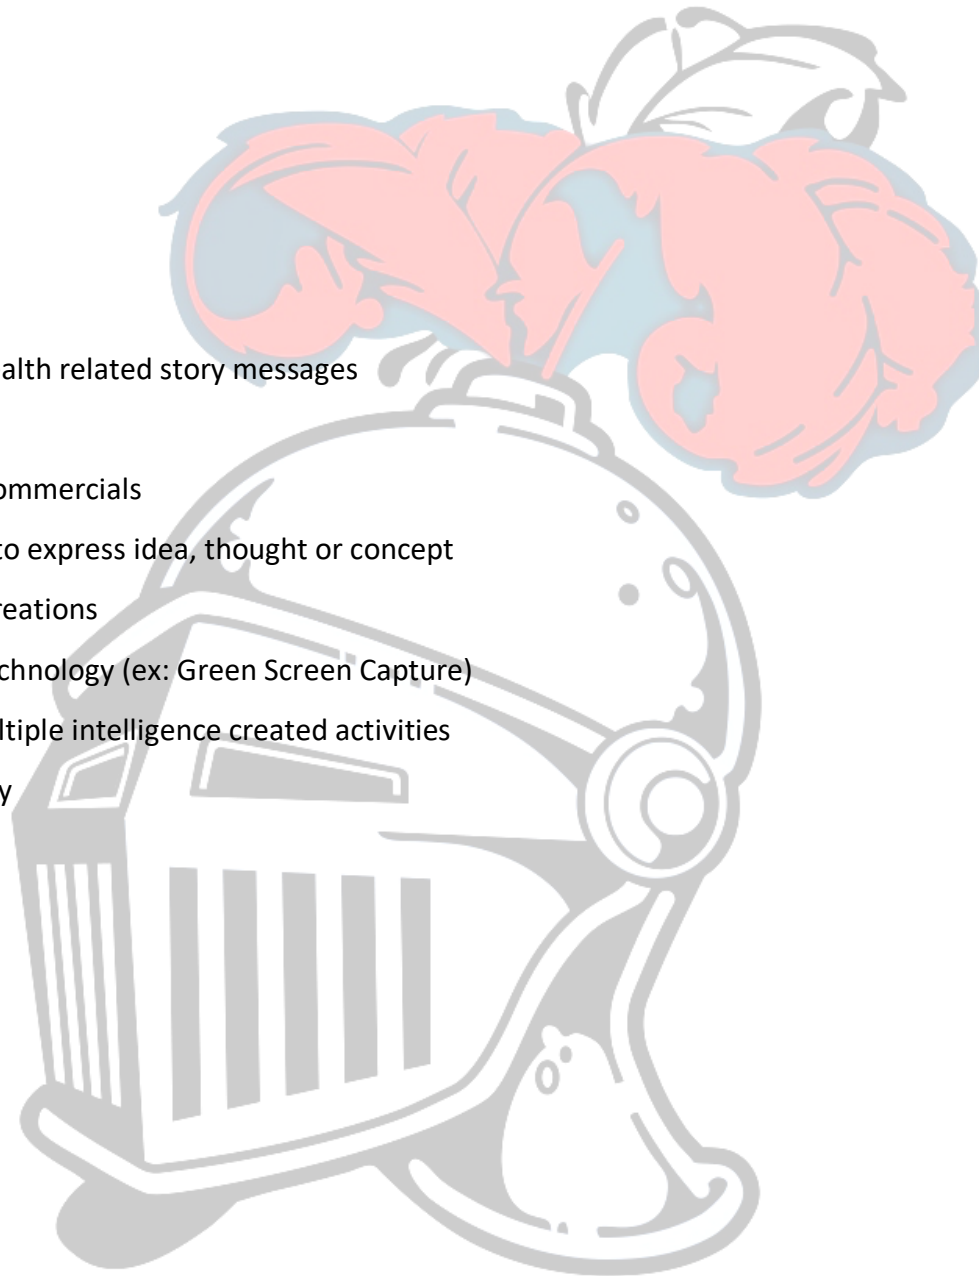 alth related story messages
ommercials
to express idea, thought or concept
reations
chnology (ex: Green Screen Capture)
ltiple intelligence created activities
y